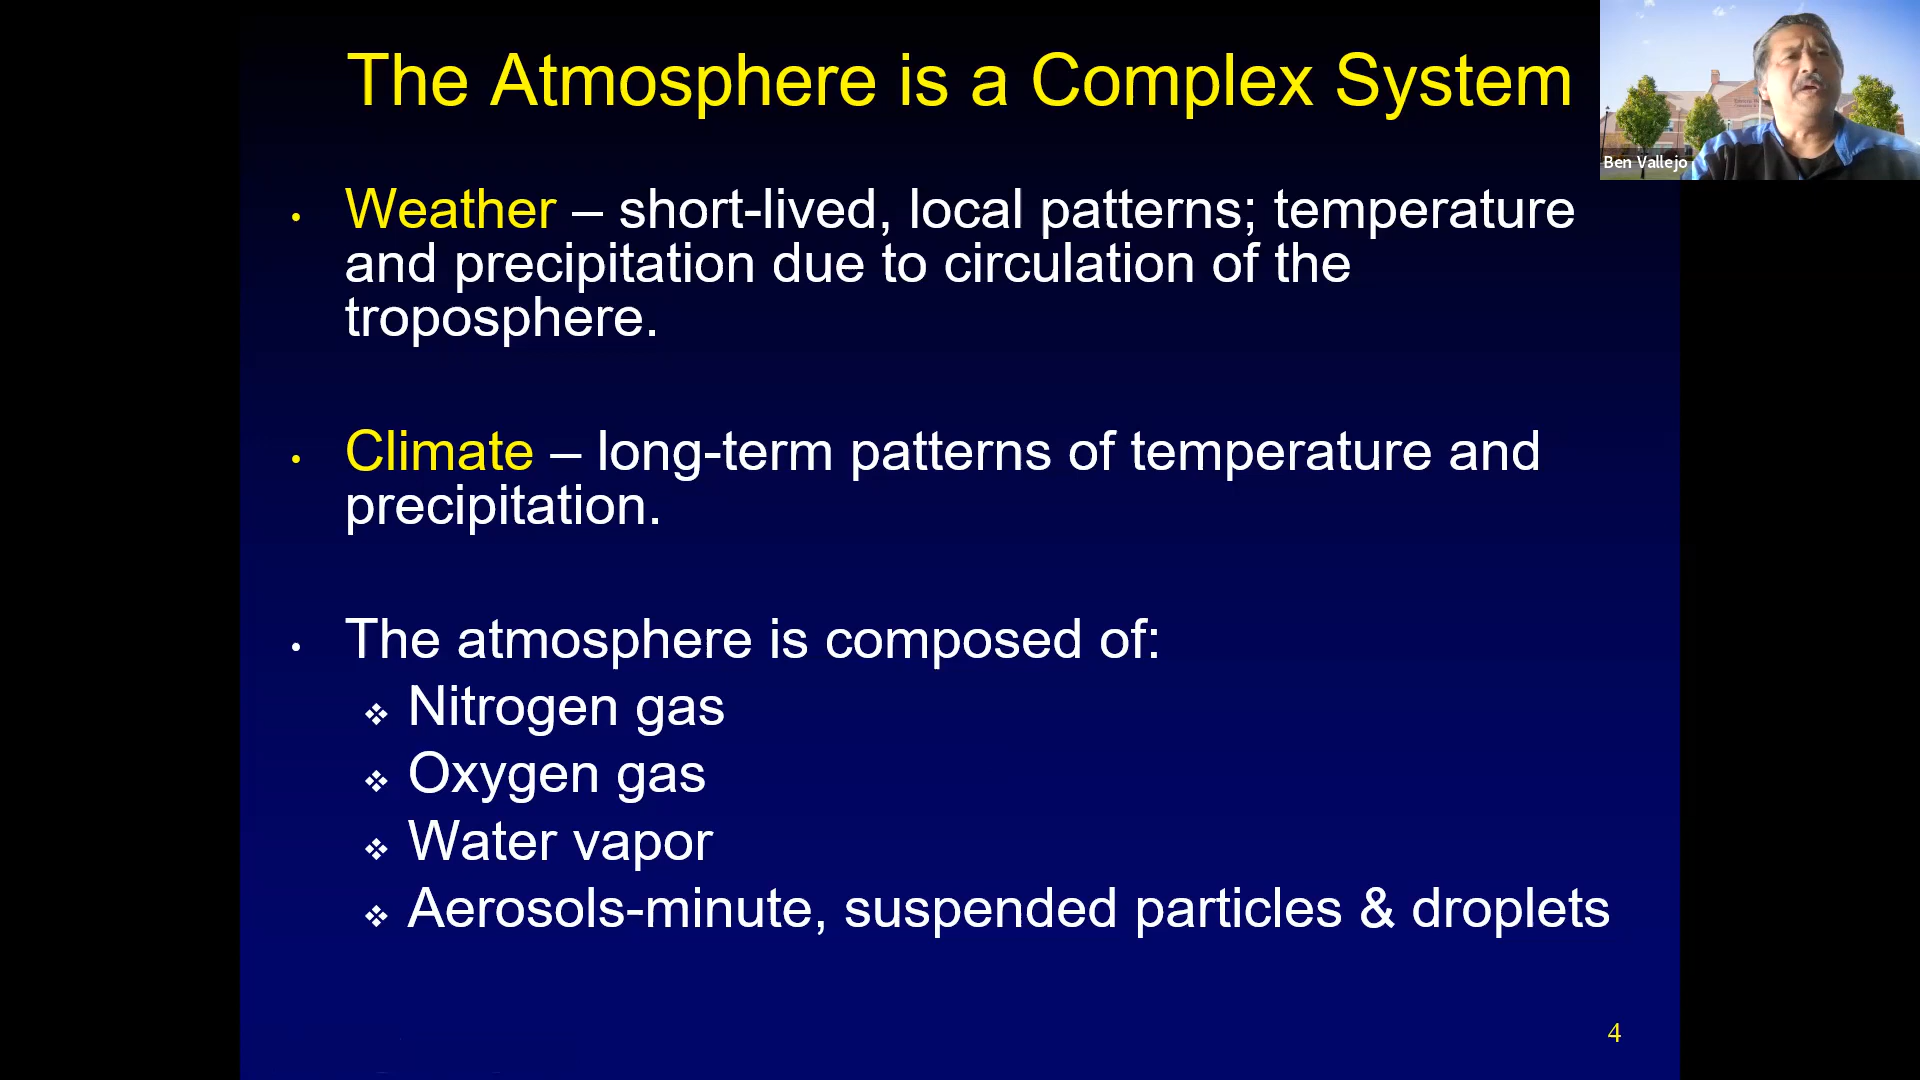 The Atmosphere is a Complex System
Ben Vallejo
• Weather – short-lived, local patterns; temperature
and precipitation due to circulation of the
troposphere.
• Climate – long-term patterns of temperature and
precipitation.
• The atmosphere is composed of:
❖ Nitrogen gas
❖ Oxygen gas
❖ Water vapor
❖ Aerosols-minute, suspended particles & droplets
4